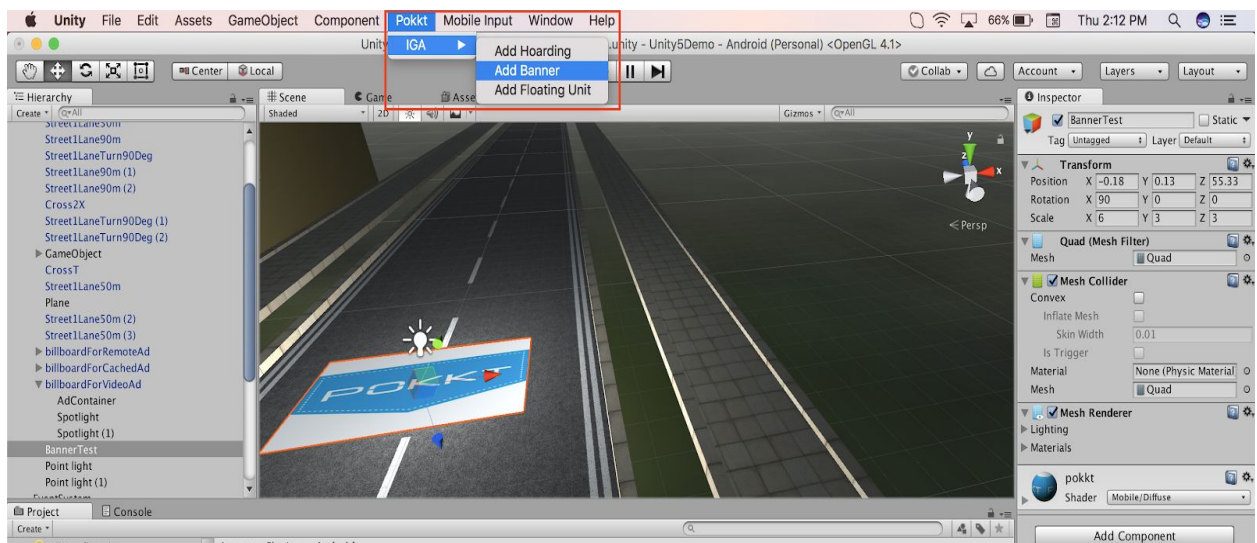 Unity File Edit Assets GameObject Component Pokkt Mobile Input Window Help 66% Thu 2:12 PM
Unity .unity - Unity5Demo - Android (Personal) <OpenGL 4.1>
IGA
Add Hoarding
Add Banner
Add Floating Unit
Center Local Collab Account Layers Layout
Hierarchy
Create All
Street1Lane50m
Street1Lane90m
Street1LaneTurn90Deg
Street1Lane90m (1)
Street1Lane90m (2)
Cross2X
Street1LaneTurn90Deg (1)
Street1LaneTurn90Deg (2)
GameObject
CrossT
Street1Lane50m
Plane
Street1Lane50m (2)
Street1Lane50m (3)
billboardForRemoteAd
billboardForCachedAd
billboardForVideoAd
AdContainer
Spotlight
Spotlight (1)
BannerTest
Point light
Point light (1)
EventSystem
# Scene Game Asse
Shaded 2D Gizmos All
y
z
x
Persp
POKKT
Inspector
BannerTest Static
Tag Untagged Layer Default
Transform
Position X -0.18 Y 0.13 Z 55.33
Rotation X 90 Y 0 Z 0
Scale X 6 Y 3 Z 3
Quad (Mesh Filter)
Mesh Quad
Mesh Collider
Convex
Inflate Mesh
Skin Width 0.01
Is Trigger
Material None (Physic Material)
Mesh Quad
Mesh Renderer
Lighting
Materials
pokkt
Shader Mobile/Diffuse
Add Component
Project Console
Create